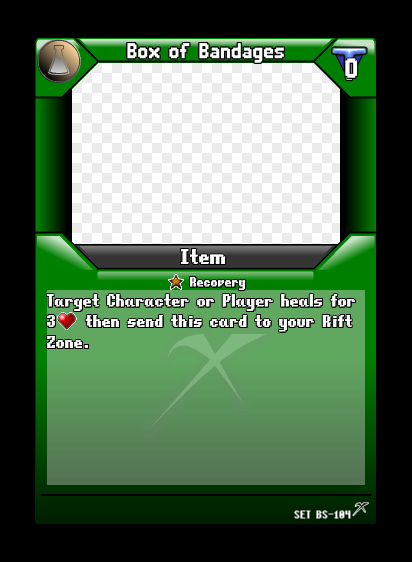 Box of Bandages
0
Item
Recovery
Target Character or Player heals for
3 then send this card to your Rift
Zone.
SET BS-104